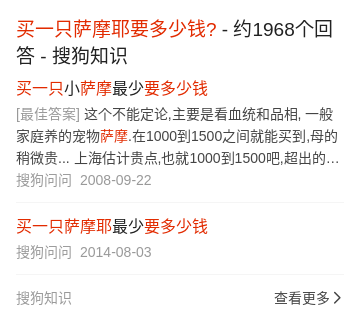 买一只萨摩耶要多少钱? - 约1968个回
答 - 搜狗知识
买一只小萨摩最少要多少钱
[最佳答案] 这个不能定论,主要是看血统和品相, 一般
家庭养的宠物萨摩.在1000到1500之间就能买到,母的
稍微贵... 上海估计贵点,也就1000到1500吧,超出的…
搜狗问问 2008-09-22
买一只萨摩耶最少要多少钱
搜狗问问 2014-08-03
搜狗知识 查看更多